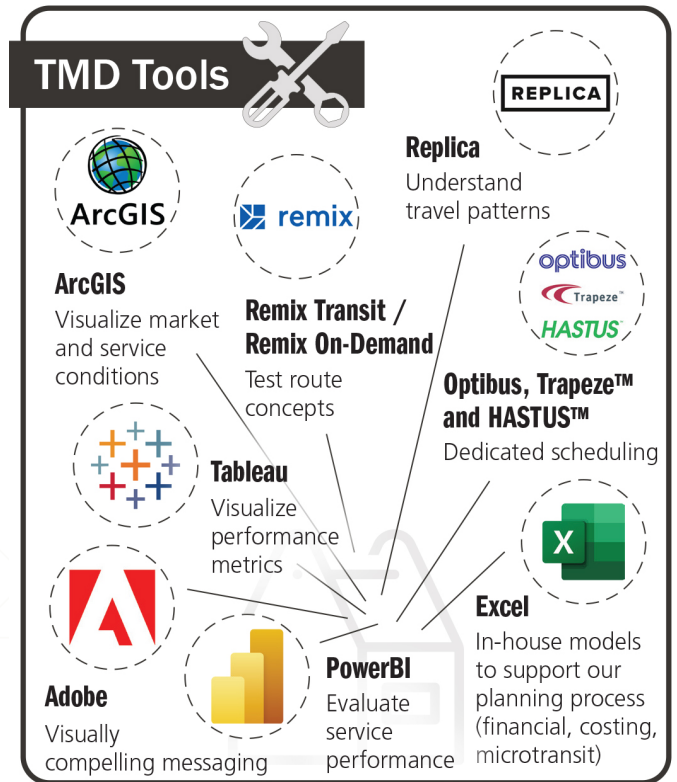 TMD Tools
REPLICA
Replica
Understand
travel patterns
ArcGIS
ArcGIS
Visualize market
and service
conditions
remix
Remix Transit /
Remix On-Demand
Test route
concepts
optibus
Trapeze™
HASTUS™
Optibus, Trapeze™
and HASTUS™
Dedicated scheduling
Tableau
Visualize
performance
metrics
X
Excel
In-house models
to support our
planning process
(financial, costing,
microtransit)
Adobe
Visually
compelling messaging
PowerBI
Evaluate
service
performance